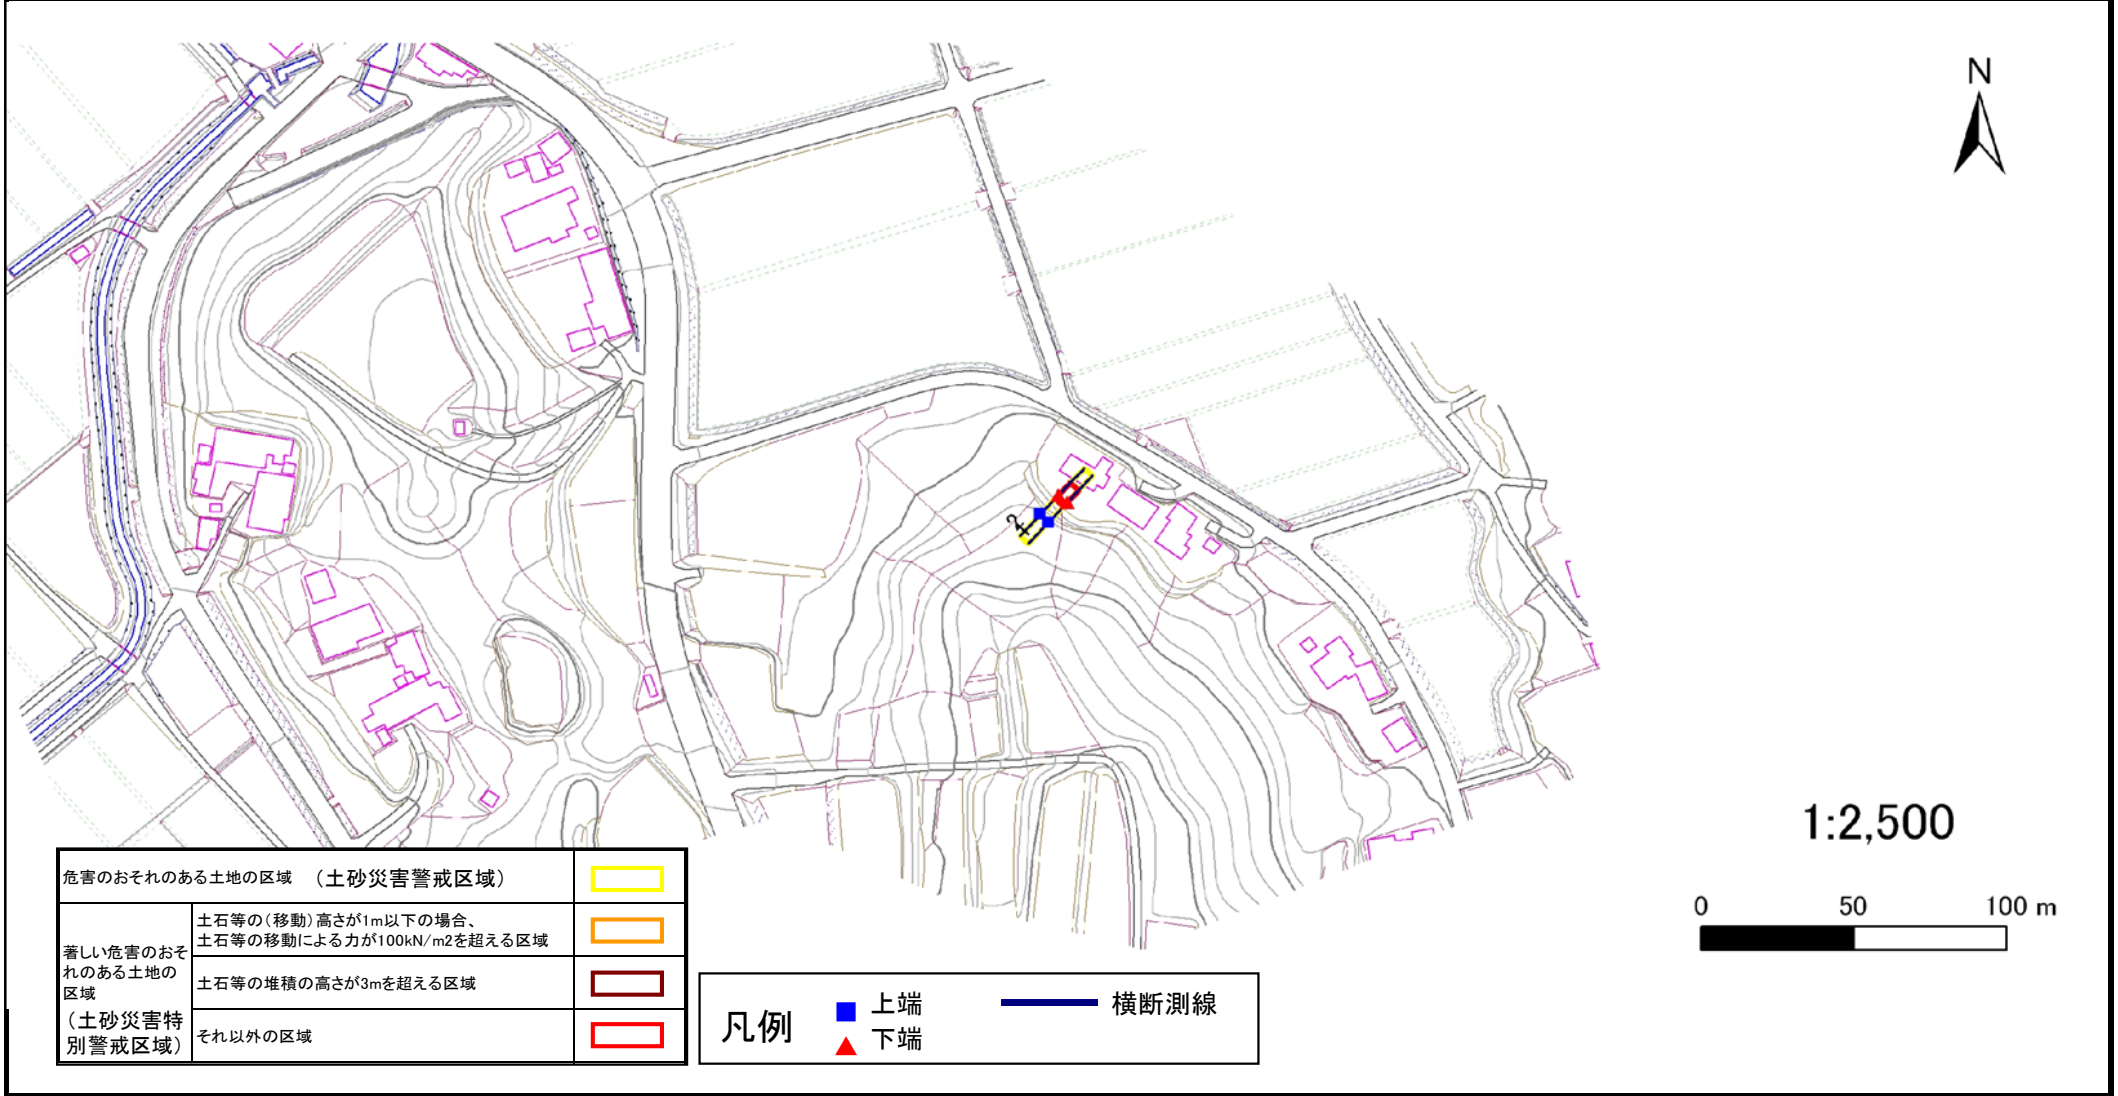 N
2
1:2,500
0 50 100 m
危害のおそれのある土地の区域 （土砂災害警戒区域）
著しい危害のおそ
れのある土地の
区域
（土砂災害特
別警戒区域）
土石等の（移動）高さが1m以下の場合、
土石等の移動による力が100kN/m2を超える区域
土石等の堆積の高さが3mを超える区域
それ以外の区域
凡例
上端
下端
横断測線